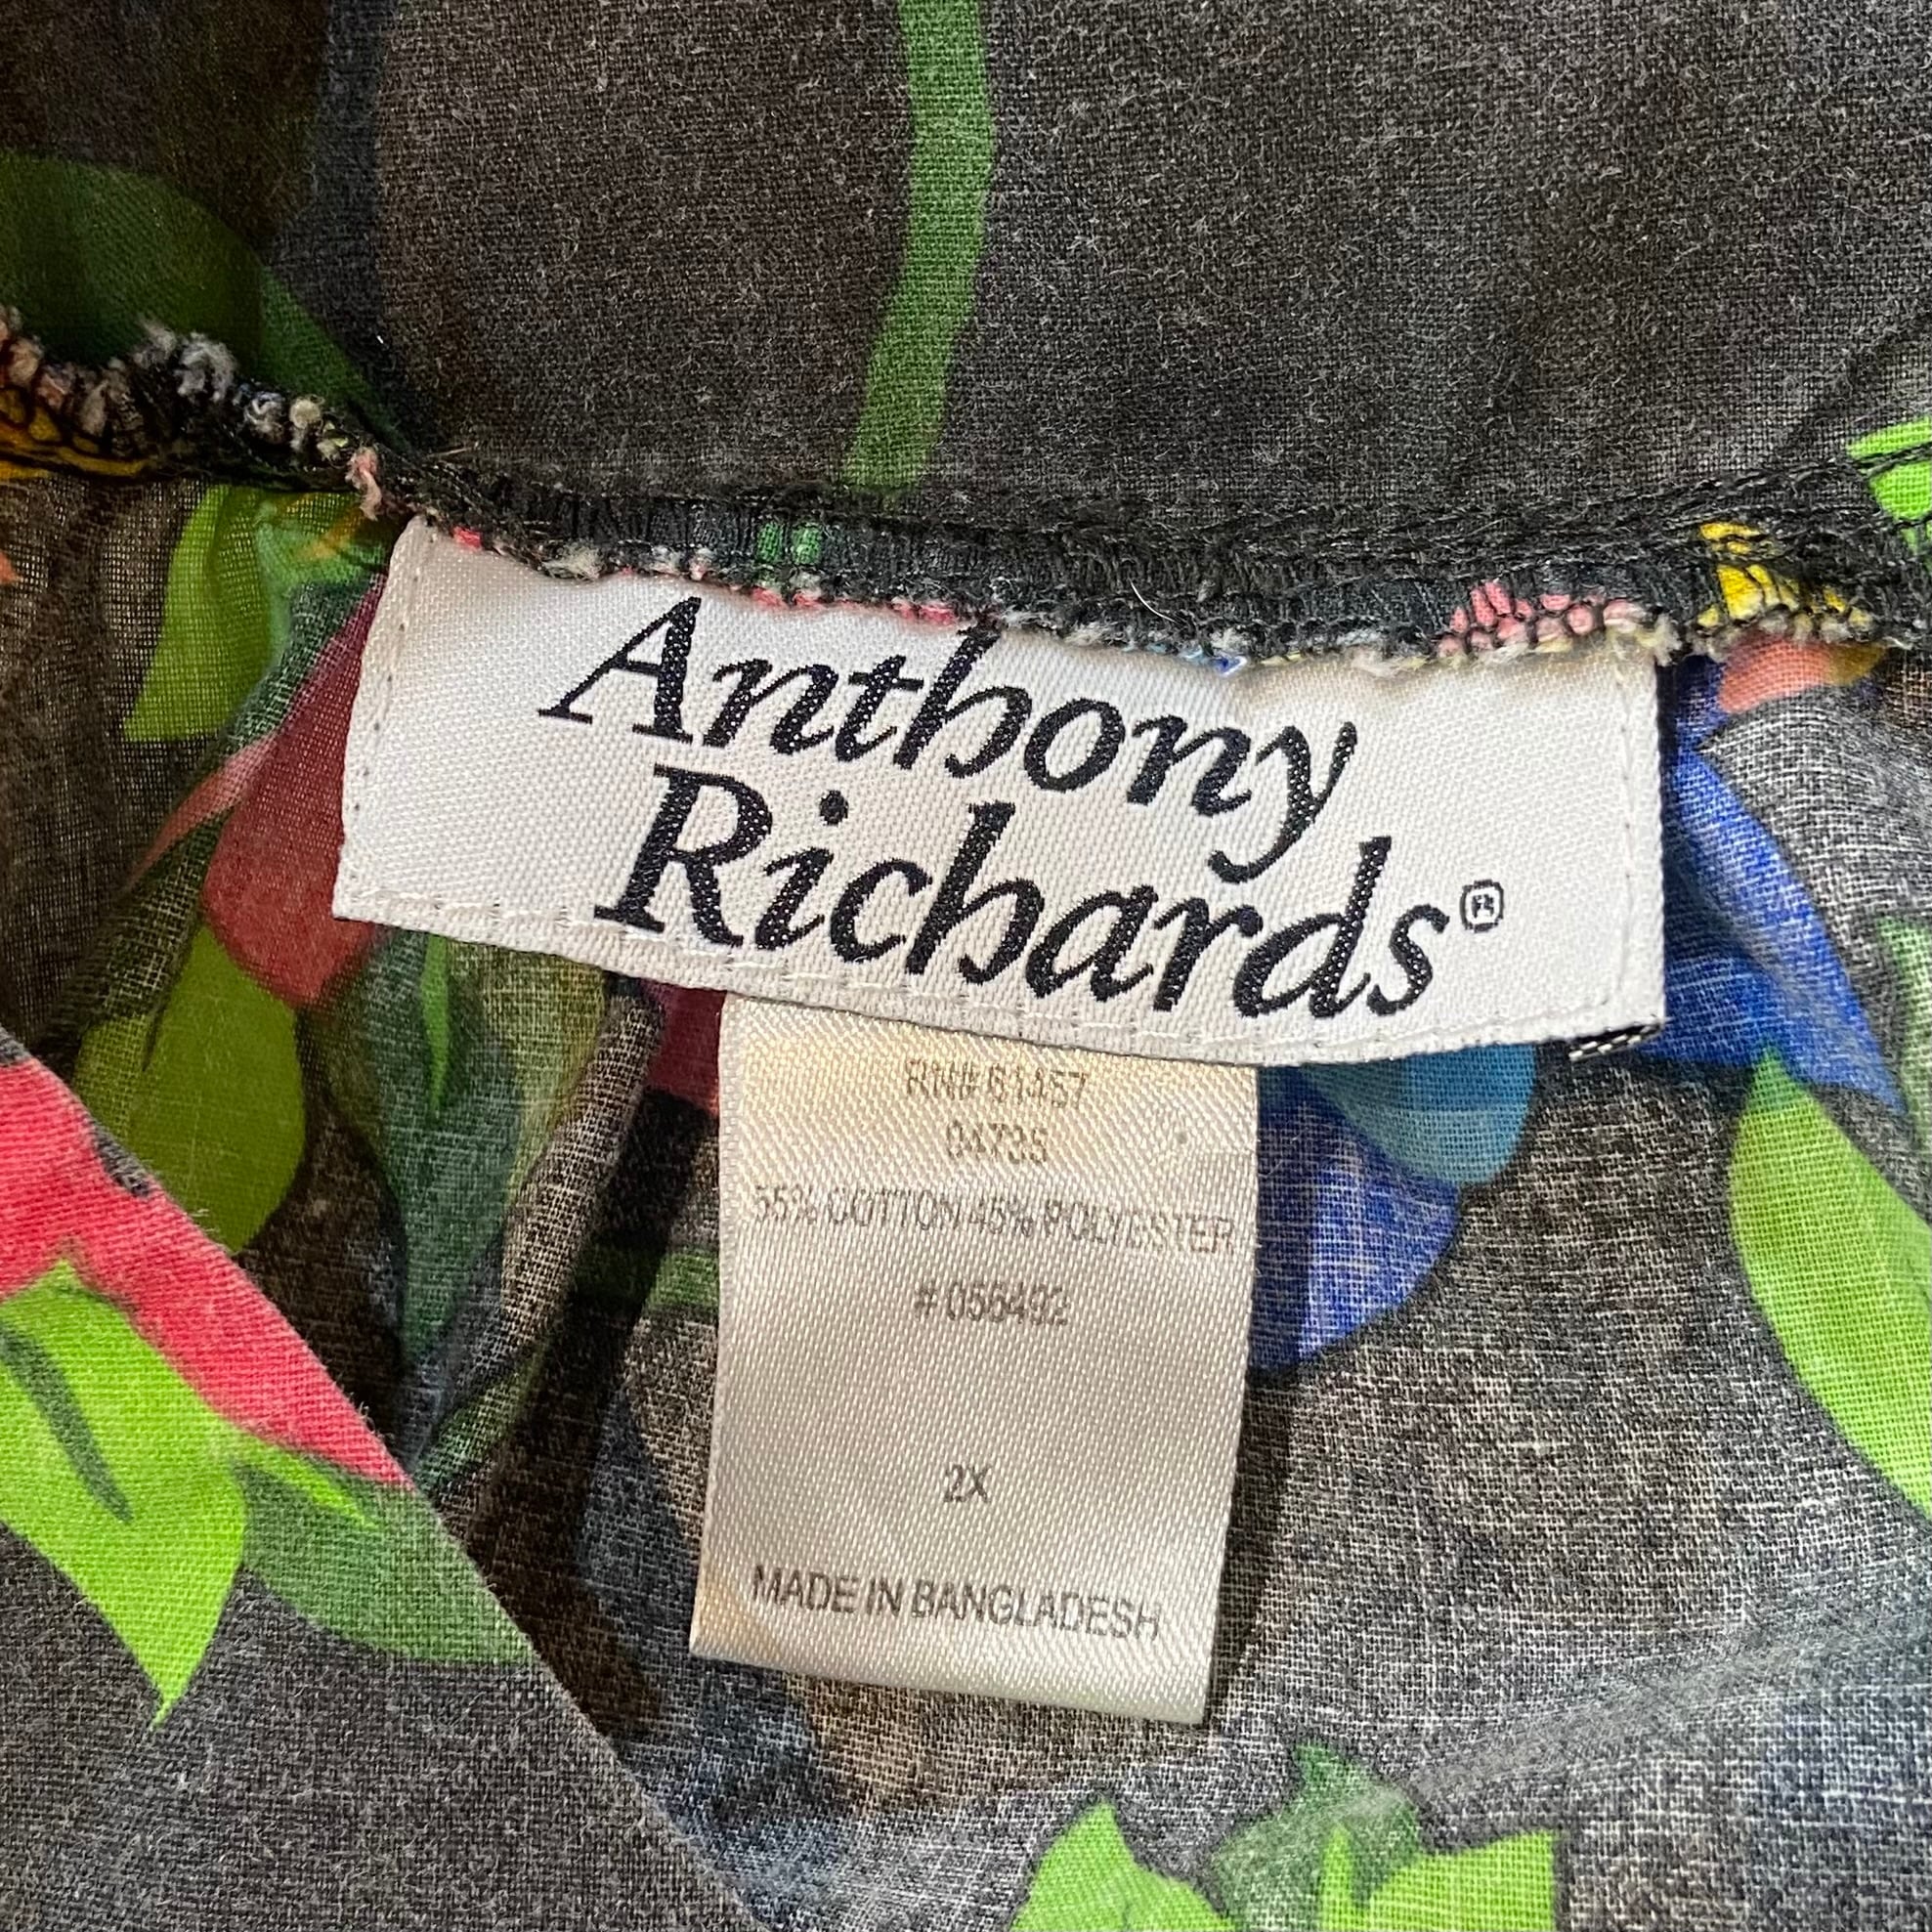 Anthony
Richards®
RN# 61457
04735
55% COTTON 45% POLYESTER
# 056492
2X
MADE IN BANGLADESH